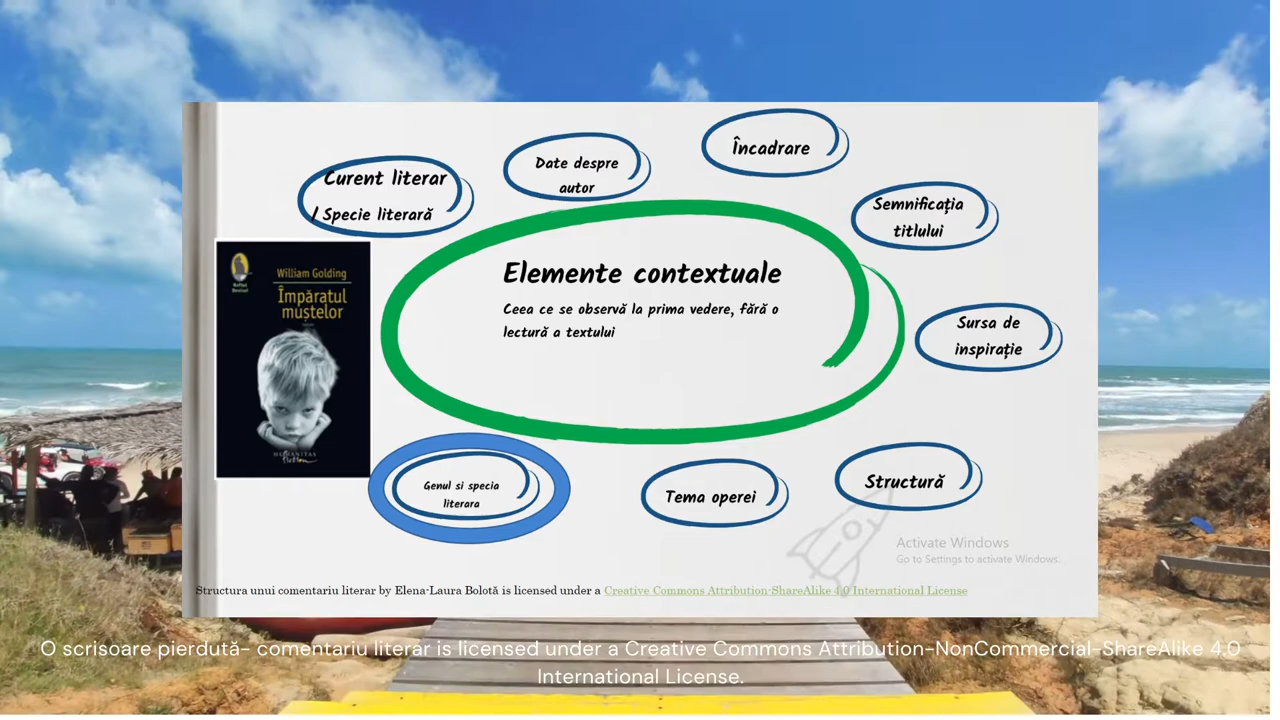 Încadrare
Date despre
autor
Curent literar
/ Specie literară
Semnificația
titlului
Elemente contextuale
Ceea ce se observă la prima vedere, fără o
lectură a textului
William Golding
Împăratul
muștelor
HUMANITAS
fiction
Sursa de
inspirație
Genul si specia
literara
Tema operei
Structură
Activate Windows
Go to Settings to activate Windows.
Structura unui comentariu literar by Elena-Laura Bolotă is licensed under a Creative Commons Attribution-ShareAlike 4.0 International License
O scrisoare pierdută- comentariu literar is licensed under a Creative Commons Attribution-NonCommercial-ShareAlike 4.0
International License.